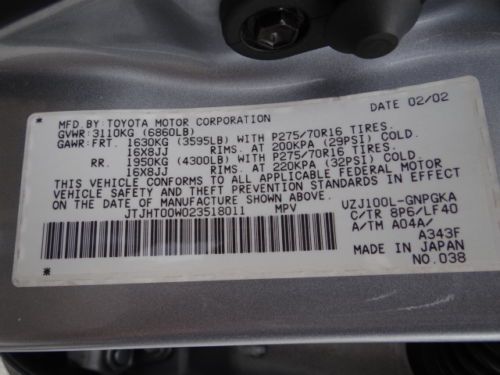 MFD. BY: TOYOTA MOTOR CORPORATION DATE 02/02
GVWR: 3110KG (6860LB)
GAWR: FRT. 1630KG (3595LB) WITH P275/70R16 TIRES.
16X8JJ RIMS. AT 200KPA (29PSI) COLD.
RR. 1950KG (4300LB) WITH P275/70R16 TIRES.
16X8JJ RIMS. AT 220KPA (32PSI) COLD.
THIS VEHICLE CONFORMS TO ALL APPLICABLE FEDERAL MOTOR
VEHICLE SAFETY AND THEFT PREVENTION STANDARDS IN EFFECT
ON THE DATE OF MANUFACTURE SHOWN ABOVE.
JTJHT00W023518011 MPV UZJ100L-GNPGKA
C/TR 8P6/LF40
A/TM A04A/
A343F
MADE IN JAPAN
NO.038